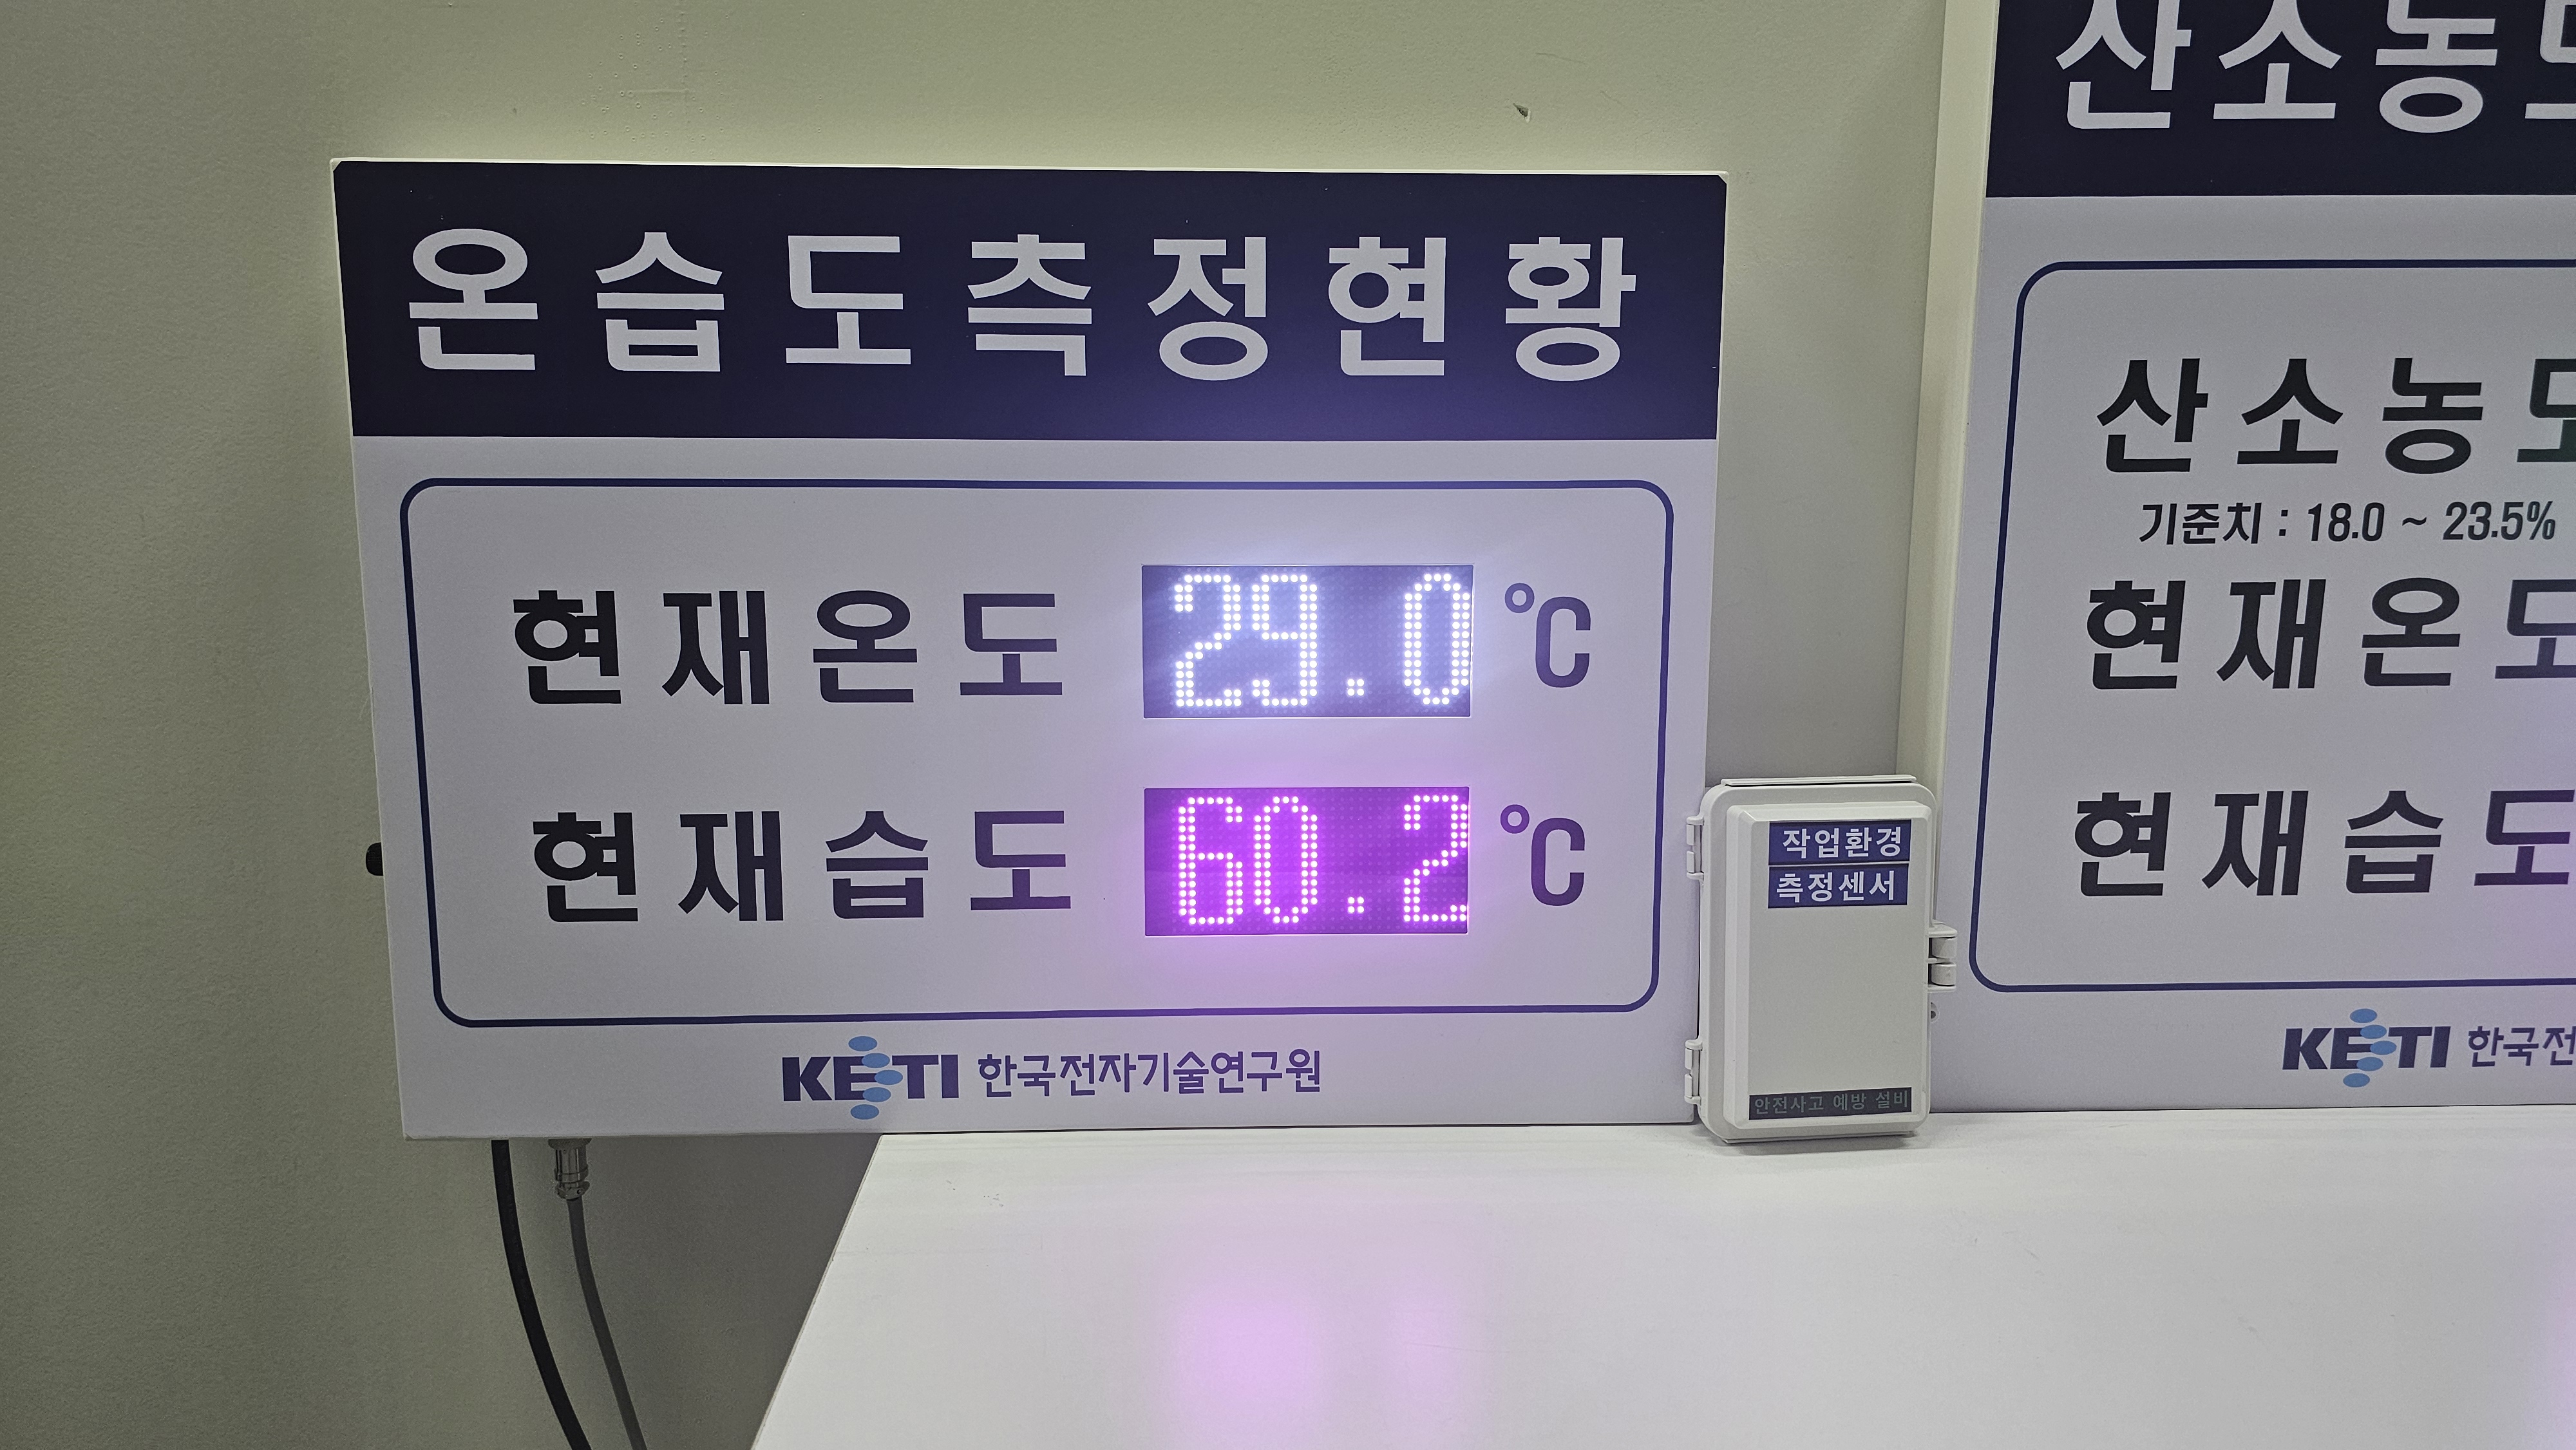 온습도측정현황
현재온도 29.0 ℃
현재습도 60.2 ℃
KETI 한국전자기술연구원
작업환경
측정센서
안전사고 예방 설비
산소농
산소농도
기준치 : 18.0 ~ 23.5%
현재온도
현재습도
KETI 한국전